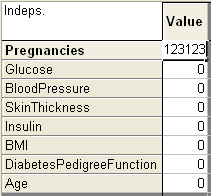 Indeps. Value
Pregnancies 123123
Glucose 0
BloodPressure 0
SkinThickness 0
Insulin 0
BMI 0
DiabetesPedigreeFunction 0
Age 0